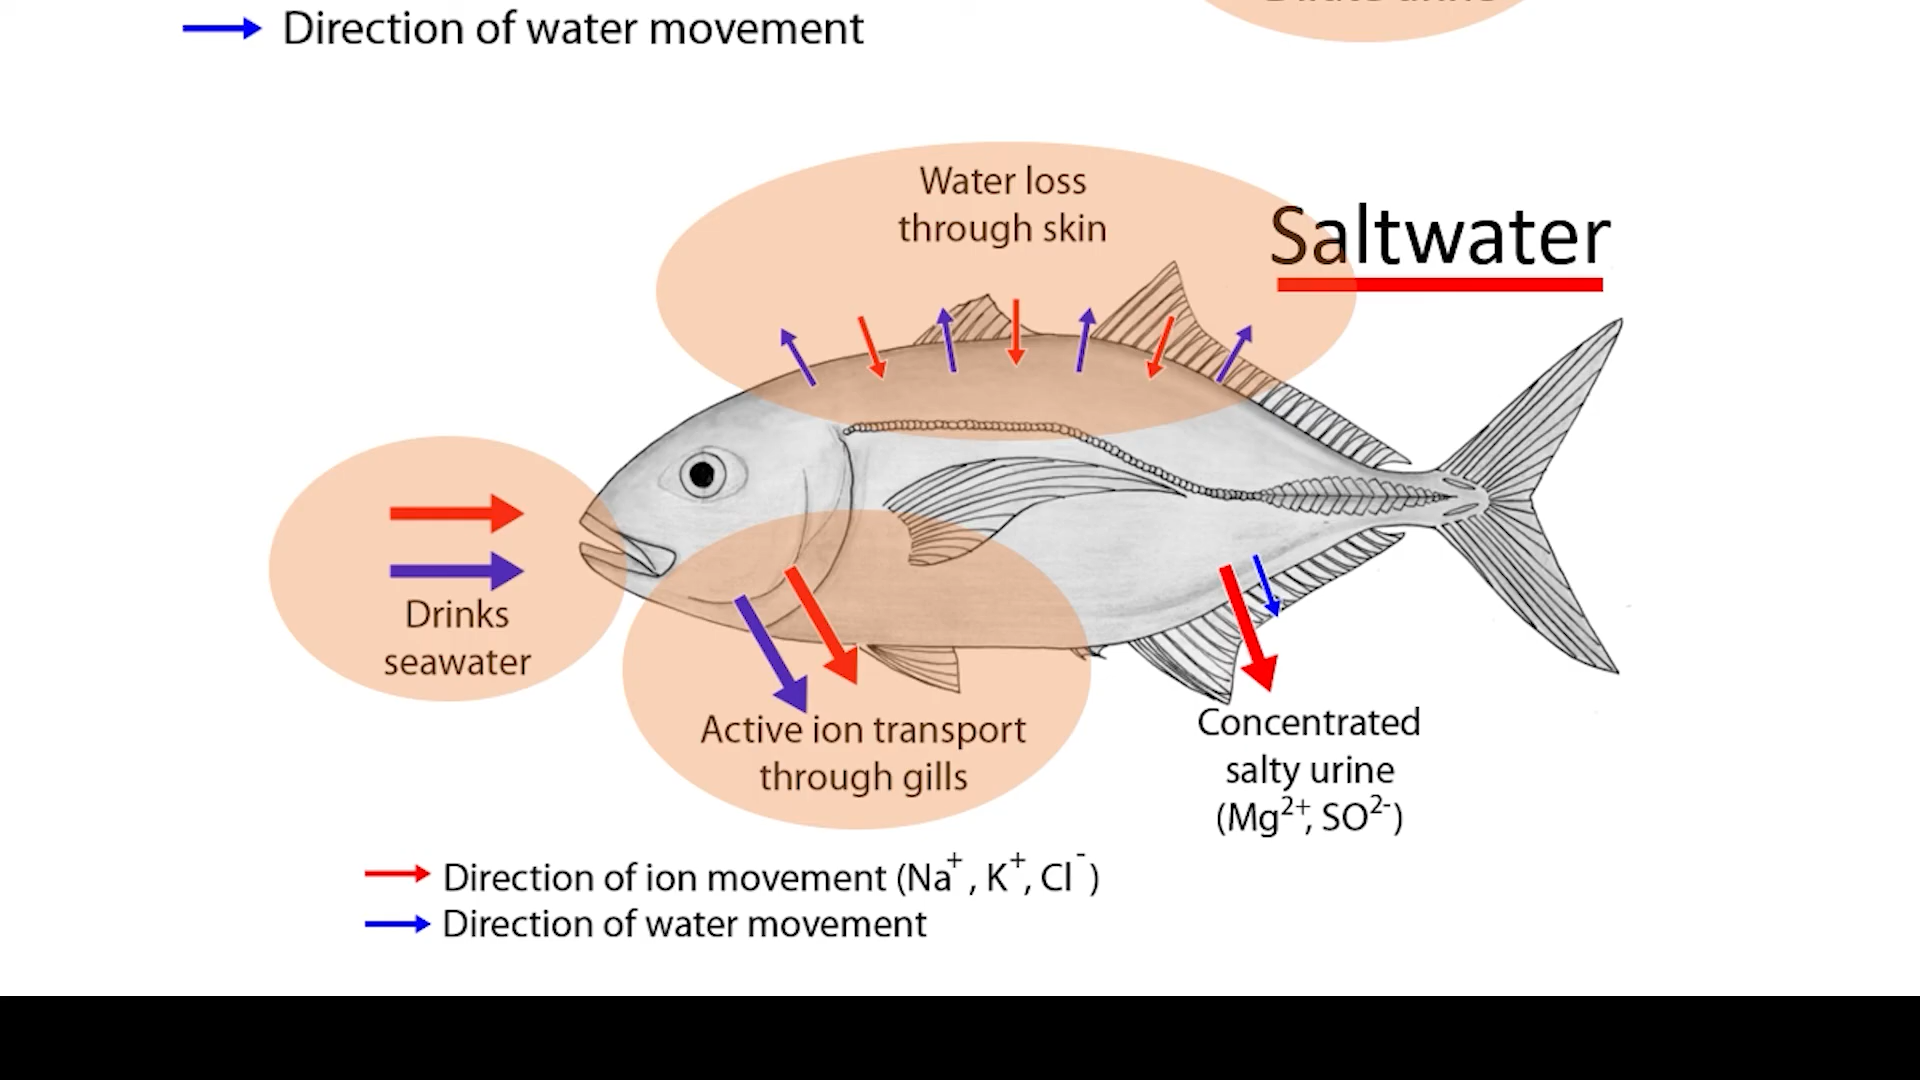 Direction of water movement
Water loss
through skin
Saltwater
Drinks
seawater
Active ion transport
through gills
Concentrated
salty urine
(Mg²⁺, SO²⁻)
Direction of ion movement (Na⁺, K⁺, Cl⁻)
Direction of water movement